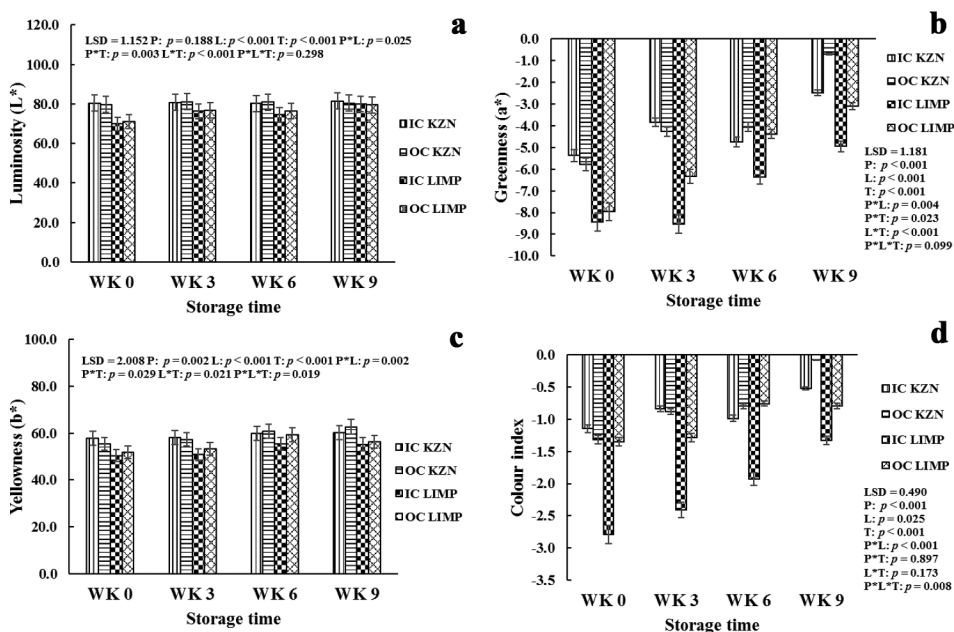 a
LSD = 1.152 P: p = 0.188 L: p < 0.001 T: p < 0.001 P*L: p = 0.025
P*T: p = 0.003 L*T: p < 0.001 P*L*T: p = 0.298
120.0
100.0
80.0
60.0
40.0
20.0
0.0
Luminosity (L*)
WK 0 WK 3 WK 6 WK 9
Storage time
IC KZN
OC KZN
IC LIMP
OC LIMP
b
0.0
-1.0
-2.0
-3.0
-4.0
-5.0
-6.0
-7.0
-8.0
-9.0
-10.0
Greenness (a*)
WK 0 WK 3 WK 6 WK 9
Storage time
IC KZN
OC KZN
IC LIMP
OC LIMP
LSD = 1.181
P: p < 0.001
L: p < 0.001
T: p < 0.001
P*L: p = 0.004
P*T: p = 0.023
L*T: p < 0.001
P*L*T: p = 0.099
c
LSD = 2.008 P: p = 0.002 L: p < 0.001 T: p < 0.001 P*L: p = 0.002
P*T: p = 0.029 L*T: p = 0.021 P*L*T: p = 0.019
100.0
80.0
60.0
40.0
20.0
0.0
Yellowness (b*)
WK 0 WK 3 WK 6 WK 9
Storage time
IC KZN
OC KZN
IC LIMP
OC LIMP
d
0.0
-0.5
-1.0
-1.5
-2.0
-2.5
-3.0
-3.5
Colour index
WK 0 WK 3 WK 6 WK 9
Storage time
IC KZN
OC KZN
IC LIMP
OC LIMP
LSD = 0.490
P: p < 0.001
L: p = 0.025
T: p < 0.001
P*L: p < 0.001
P*T: p = 0.897
L*T: p = 0.173
P*L*T: p = 0.008